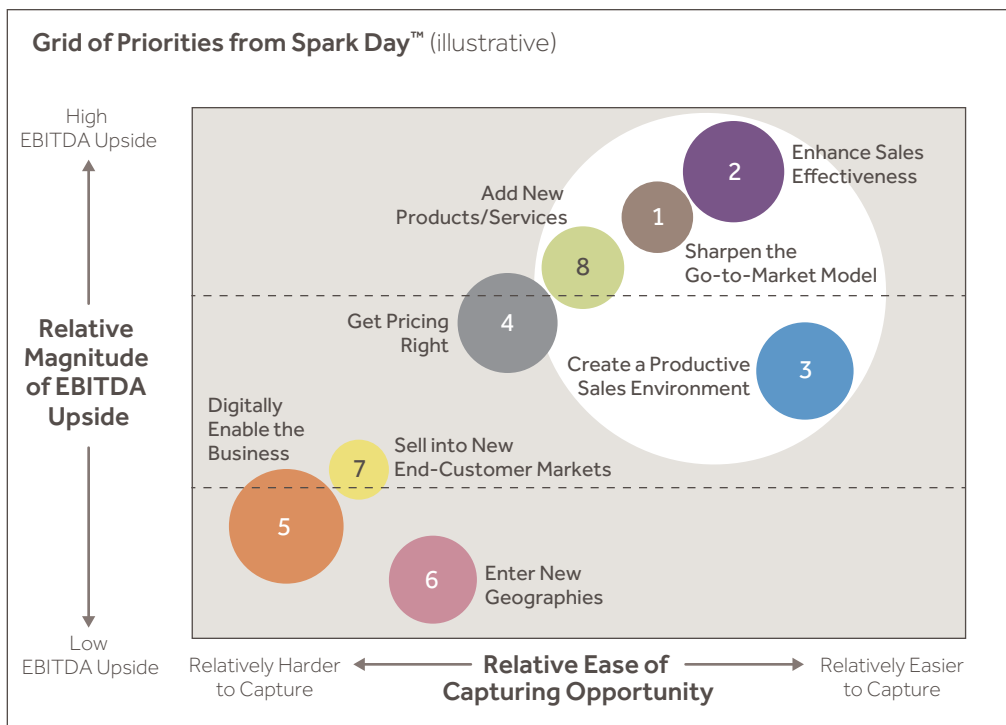 Grid of Priorities from Spark Day™ (illustrative)
High
EBITDA Upside
2
Enhance Sales
Effectiveness
Add New
Products/Services
1
8
Sharpen the
Go-to-Market Model
Relative
Magnitude
of EBITDA
Upside
4
Get Pricing
Right
3
Create a Productive
Sales Environment
Digitally
Enable the
Business
7
Sell into New
End-Customer Markets
5
6
Enter New
Geographies
Low
EBITDA Upside
Relatively Harder
to Capture
Relative Ease of
Capturing Opportunity
Relatively Easier
to Capture